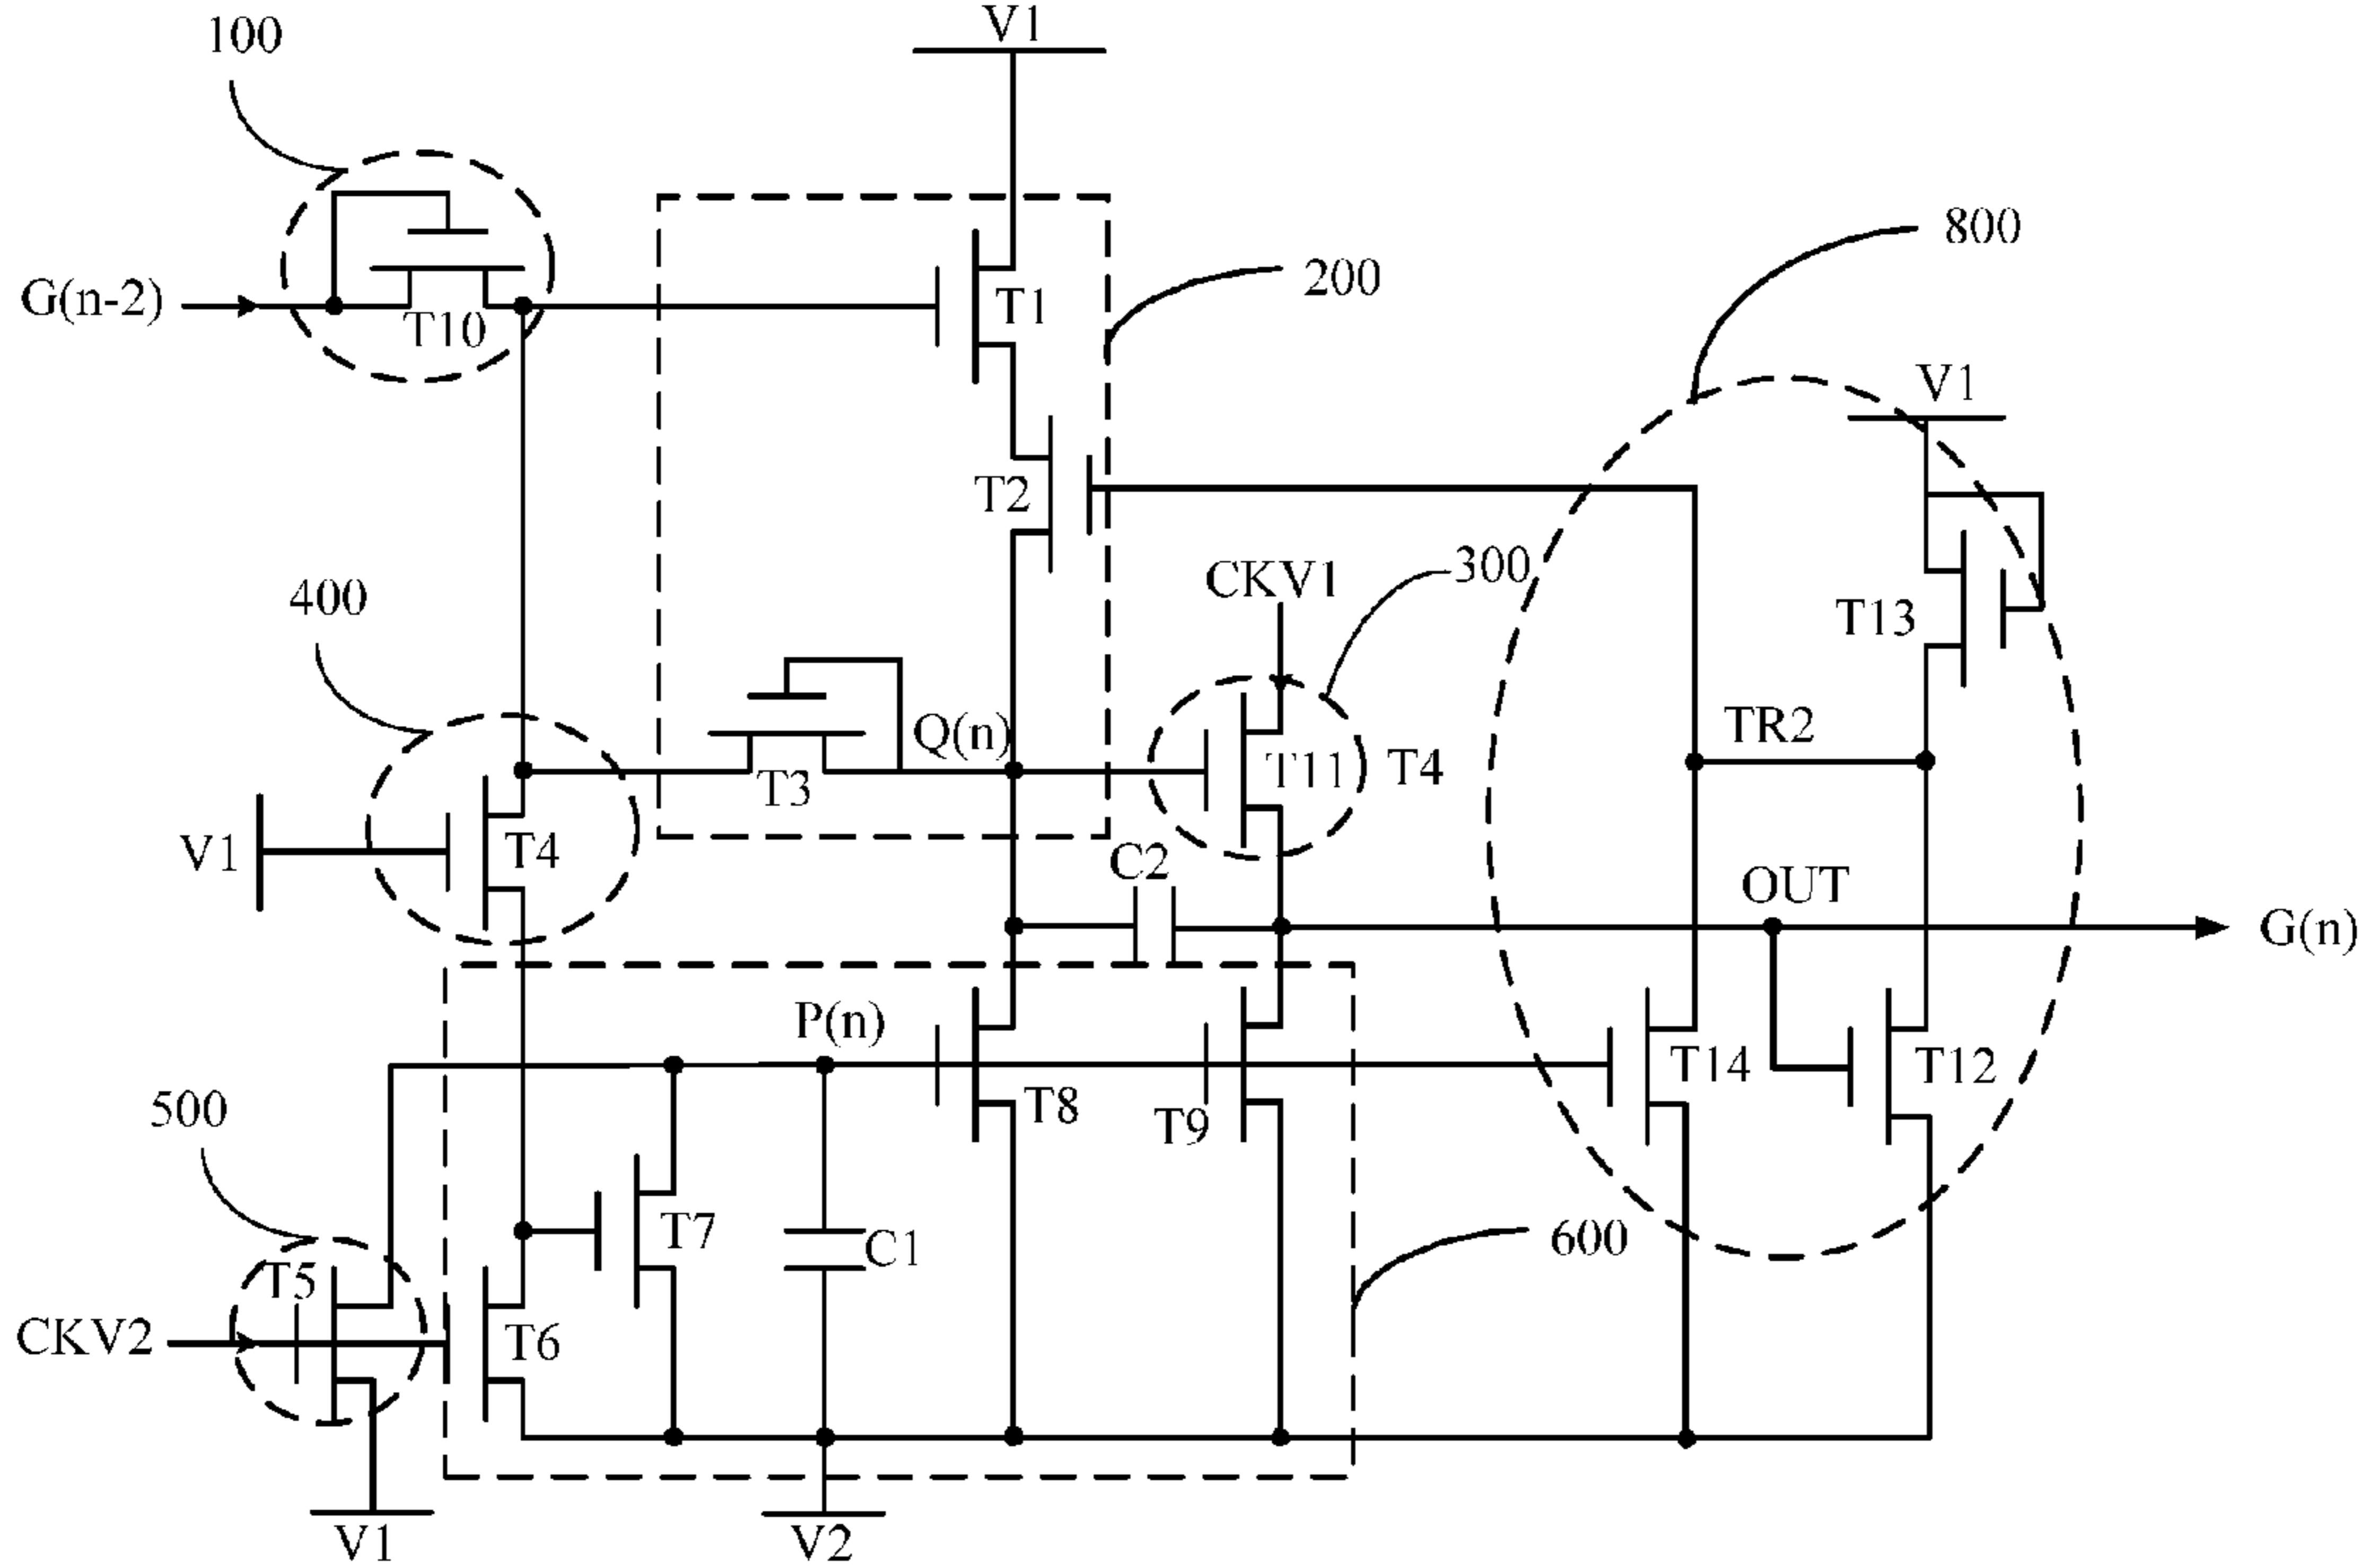 V1
100
800
200
G(n-2)
T1
T10
V1
T2
300
CKV1
400
T13
Q(n)
TR2
T11
T4
T3
V1
T4
C2
OUT
G(n)
P(n)
T14
T12
T8
T9
500
T7
C1
600
T5
CKV2
T6
V1
V2